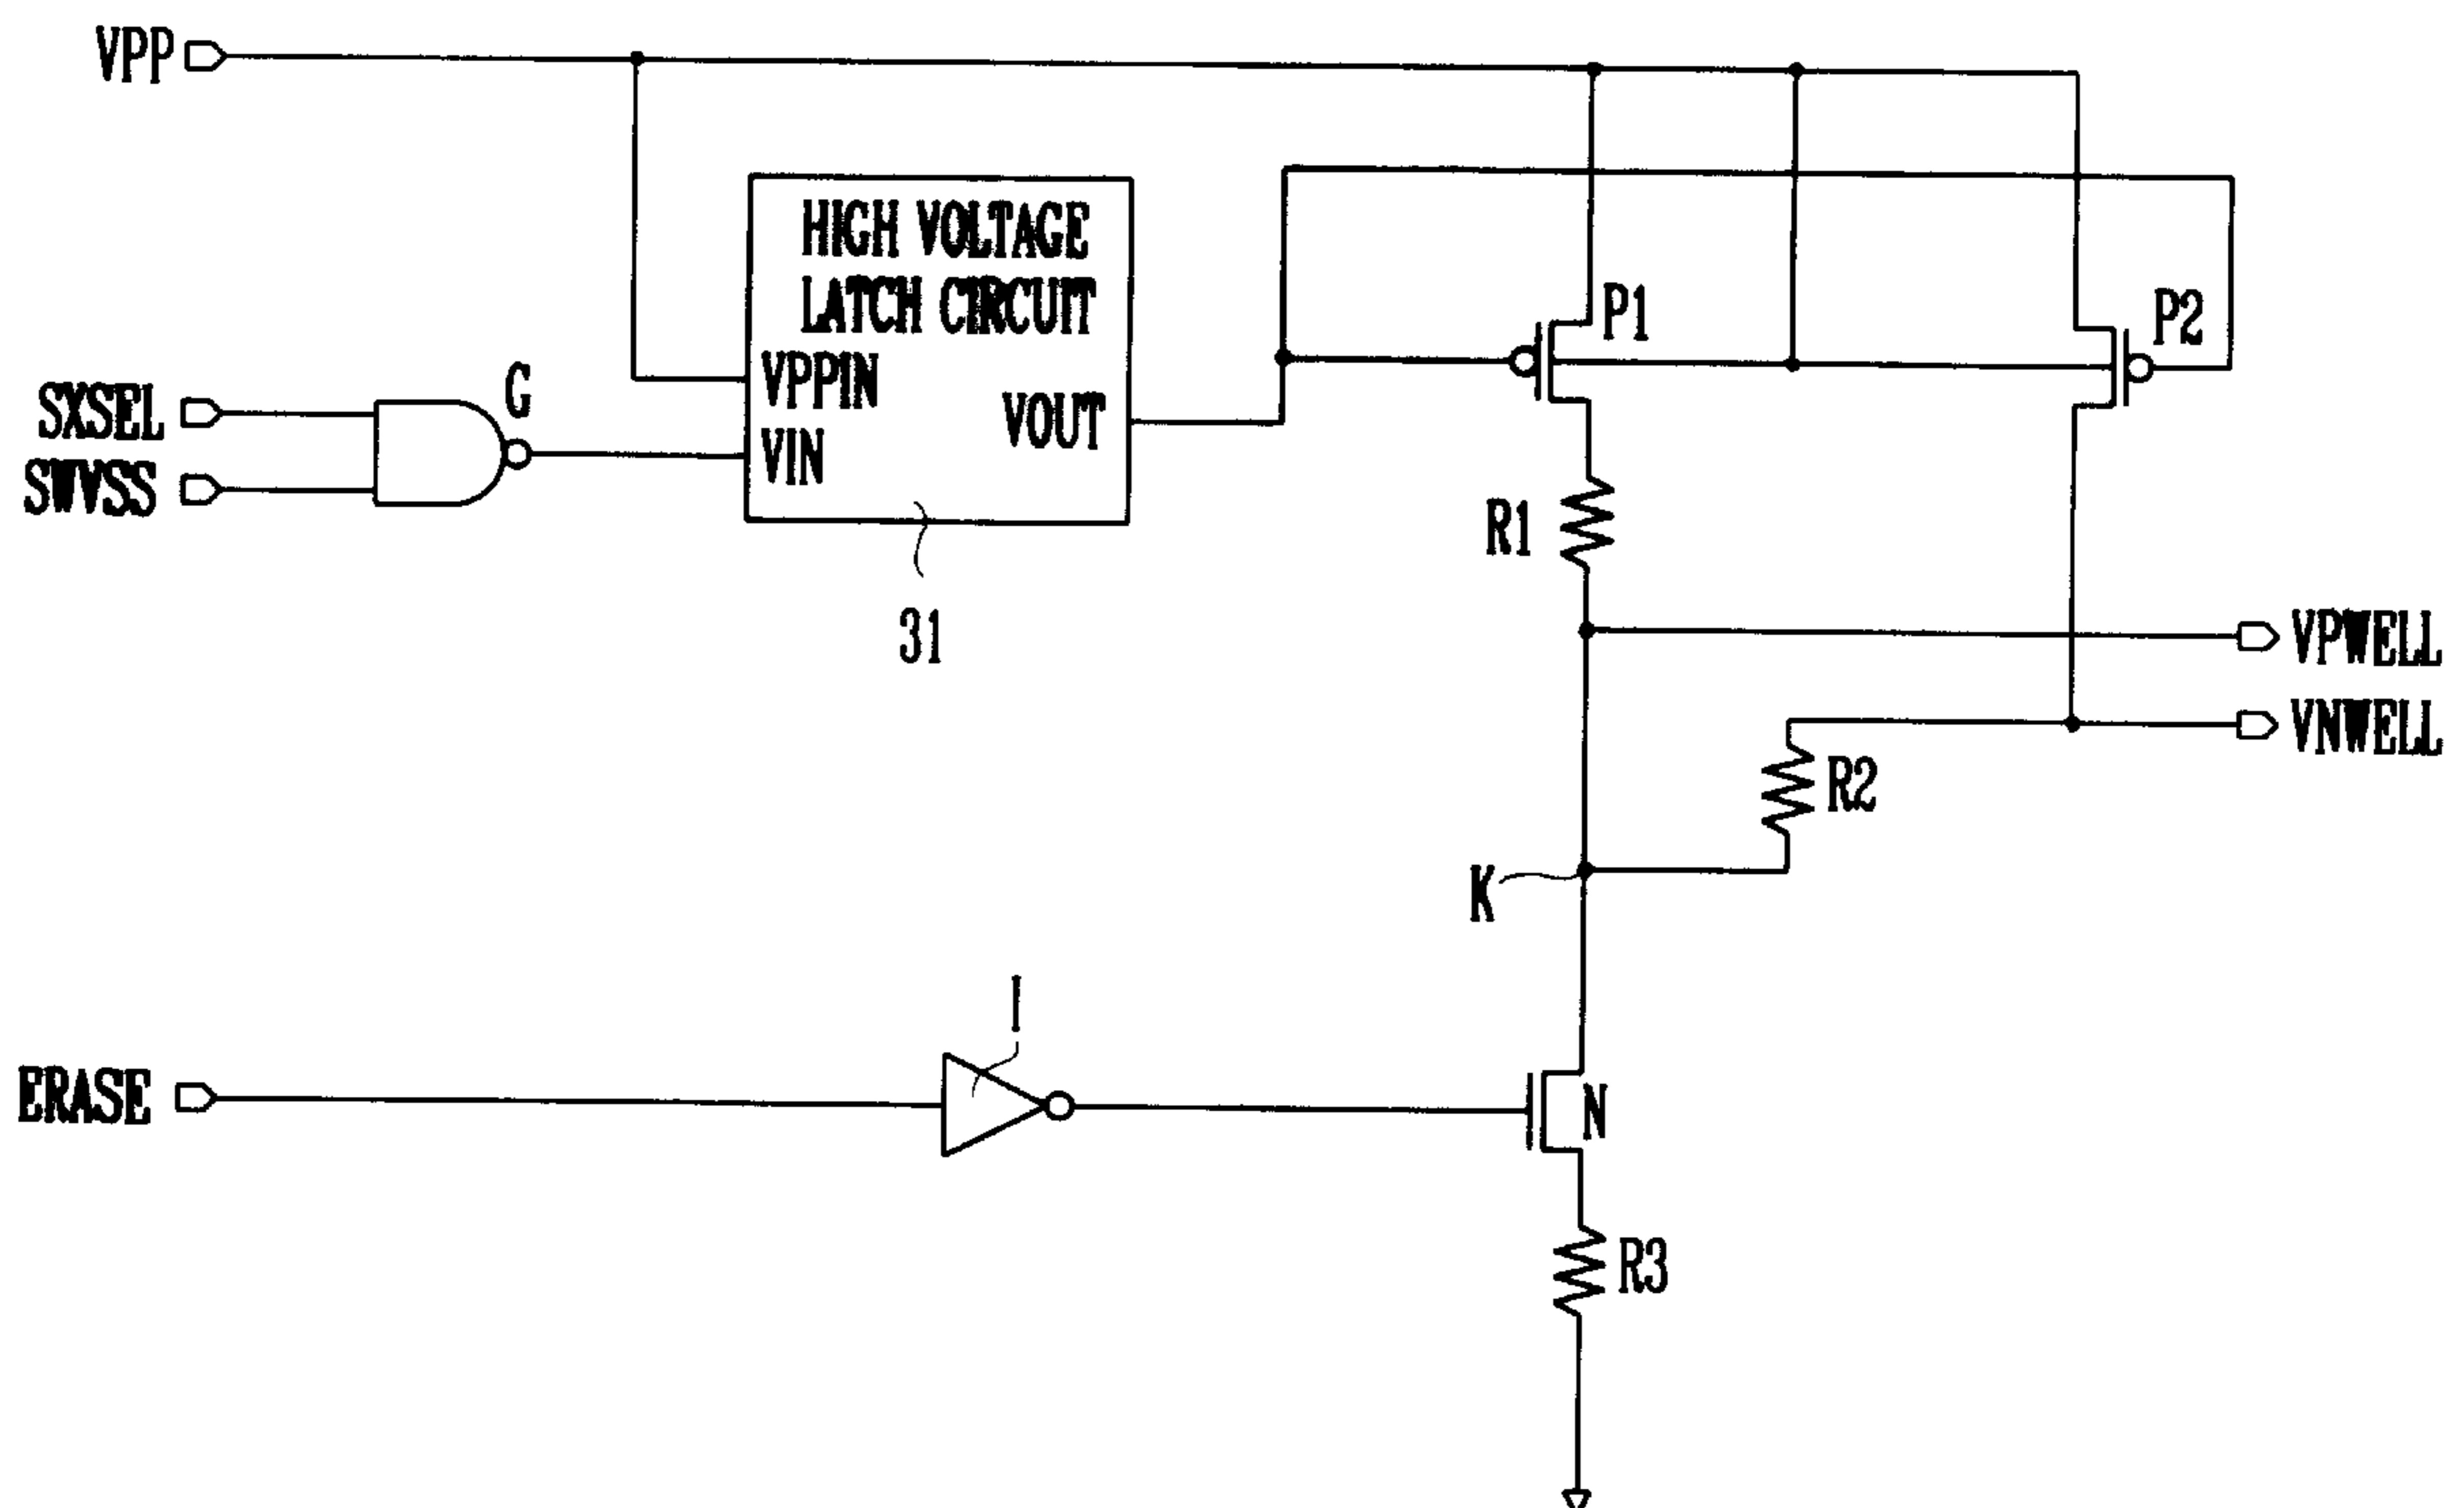 VPP
HIGH VOLTAGE
LATCH CIRCUIT
VPPIN
VOUT
VIN
G
SXSEL
SWVSS
31
P1
P2
R1
VPWELL
VNWELL
R2
K
I
ERASE
N
R3